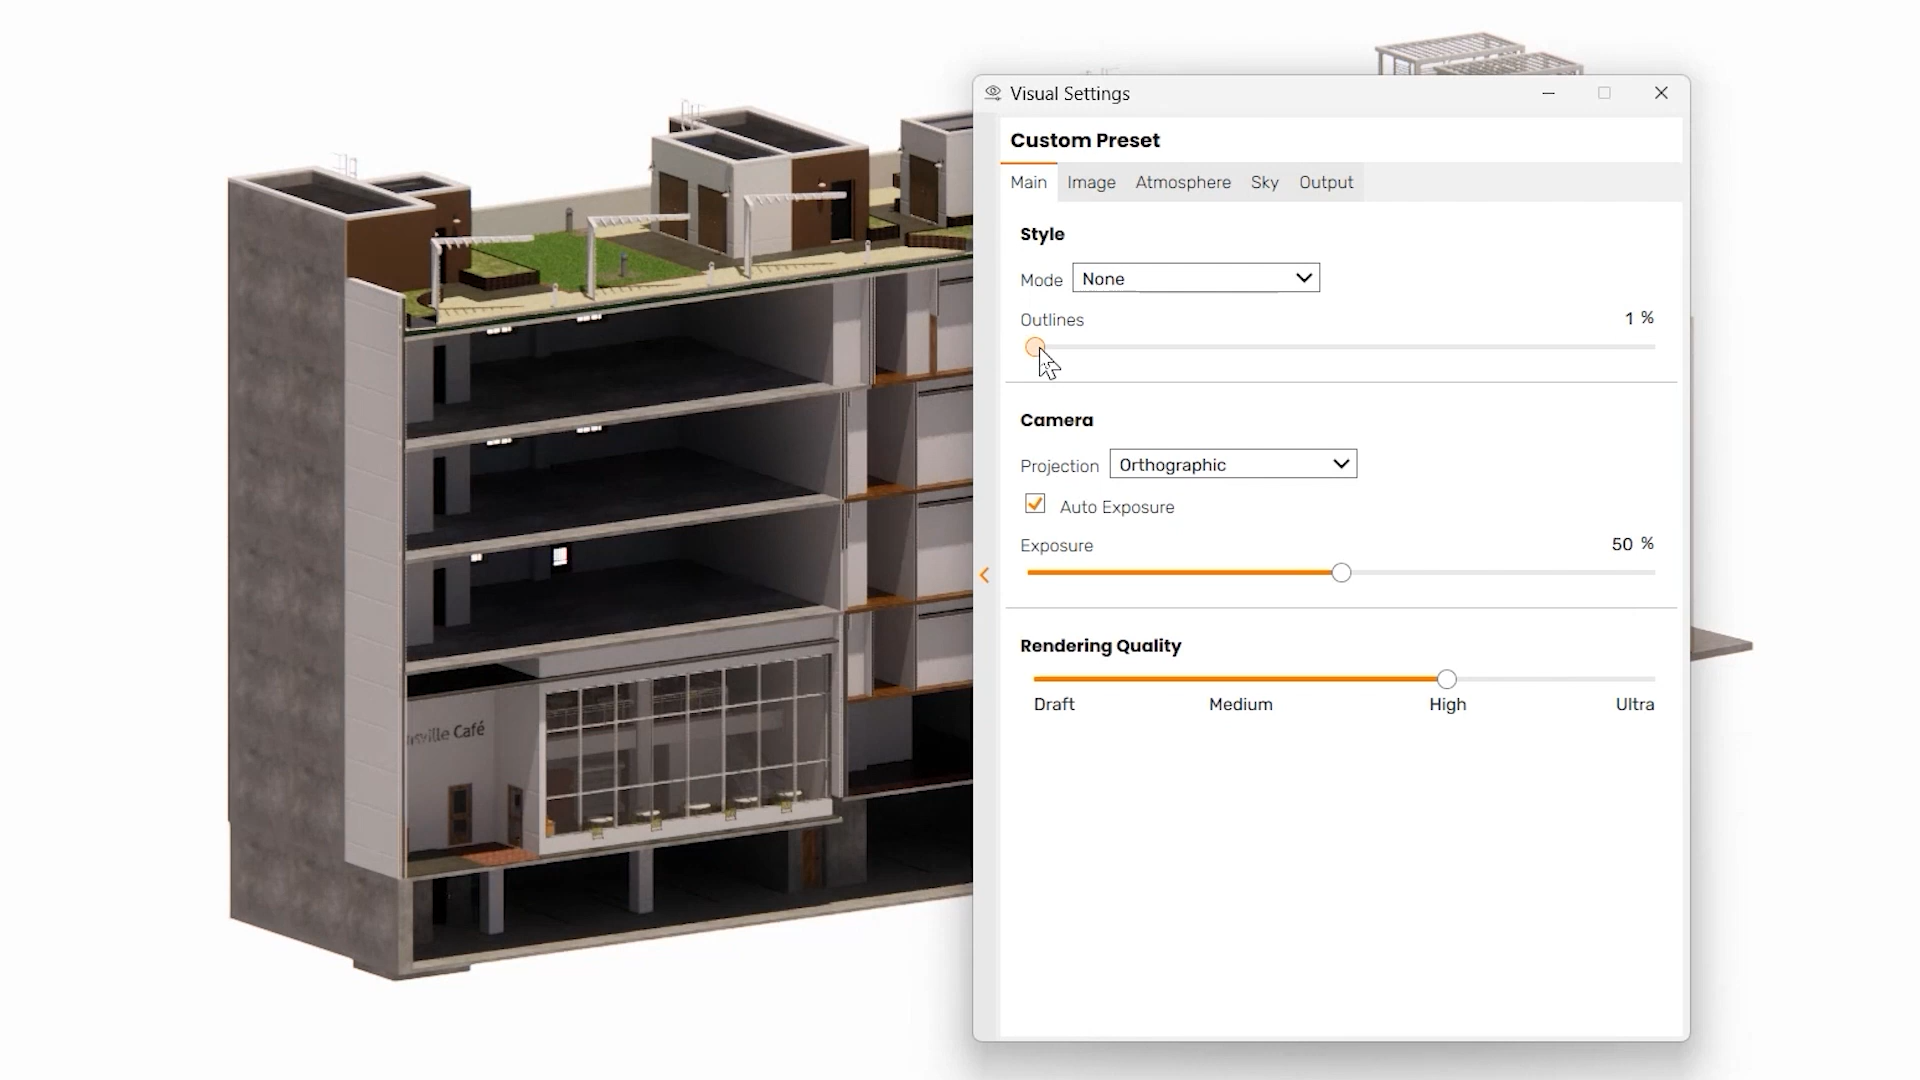 Visual Settings
Custom Preset
Main Image Atmosphere Sky Output
Style
Mode None
Outlines 1 %
Camera
Projection Orthographic
Auto Exposure
Exposure 50 %
Rendering Quality
Draft Medium High Ultra
ville Café